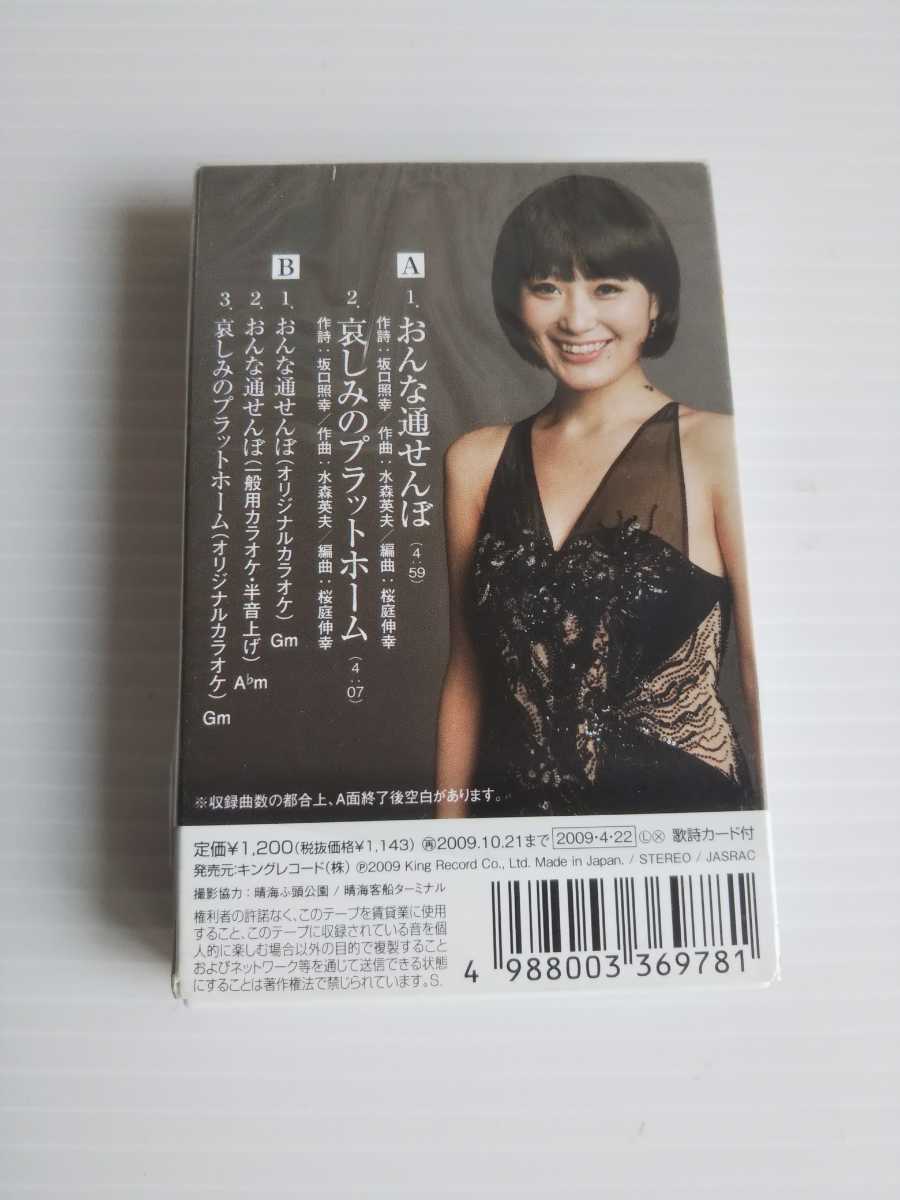 A
1. おんな通せんぼ (4:59)
作詩:坂口照幸/作曲:水森英夫/編曲:桜庭伸幸
2. 哀しみのプラットホーム (4:07)
作詩:坂口照幸/作曲:水森英夫/編曲:桜庭伸幸
B
1. おんな通せんぼ(オリジナルカラオケ) Gm
2. おんな通せんぼ(一般用カラオケ・半音上げ) A♭m
3. 哀しみのプラットホーム(オリジナルカラオケ) Gm
※収録曲数の都合上、A面終了後空白があります。
定価¥1,200(税抜価格¥1,143) 再2009.10.21まで 2009・4・22 ⓁⓍ 歌詩カード付
発売元:キングレコード(株) ℗2009 King Record Co., Ltd. Made in Japan. / STEREO / JASRAC
撮影協力:晴海ふ頭公園 / 晴海客船ターミナル
権利者の許諾なく、このテープを賃貸業に使用
すること、このテープに収録されている音を個
人的に楽しむ場合以外の目的で複製すること
およびネットワーク等を通じて送信できる状態
にすることは著作権法で禁じられています。S.
4 988003 369781